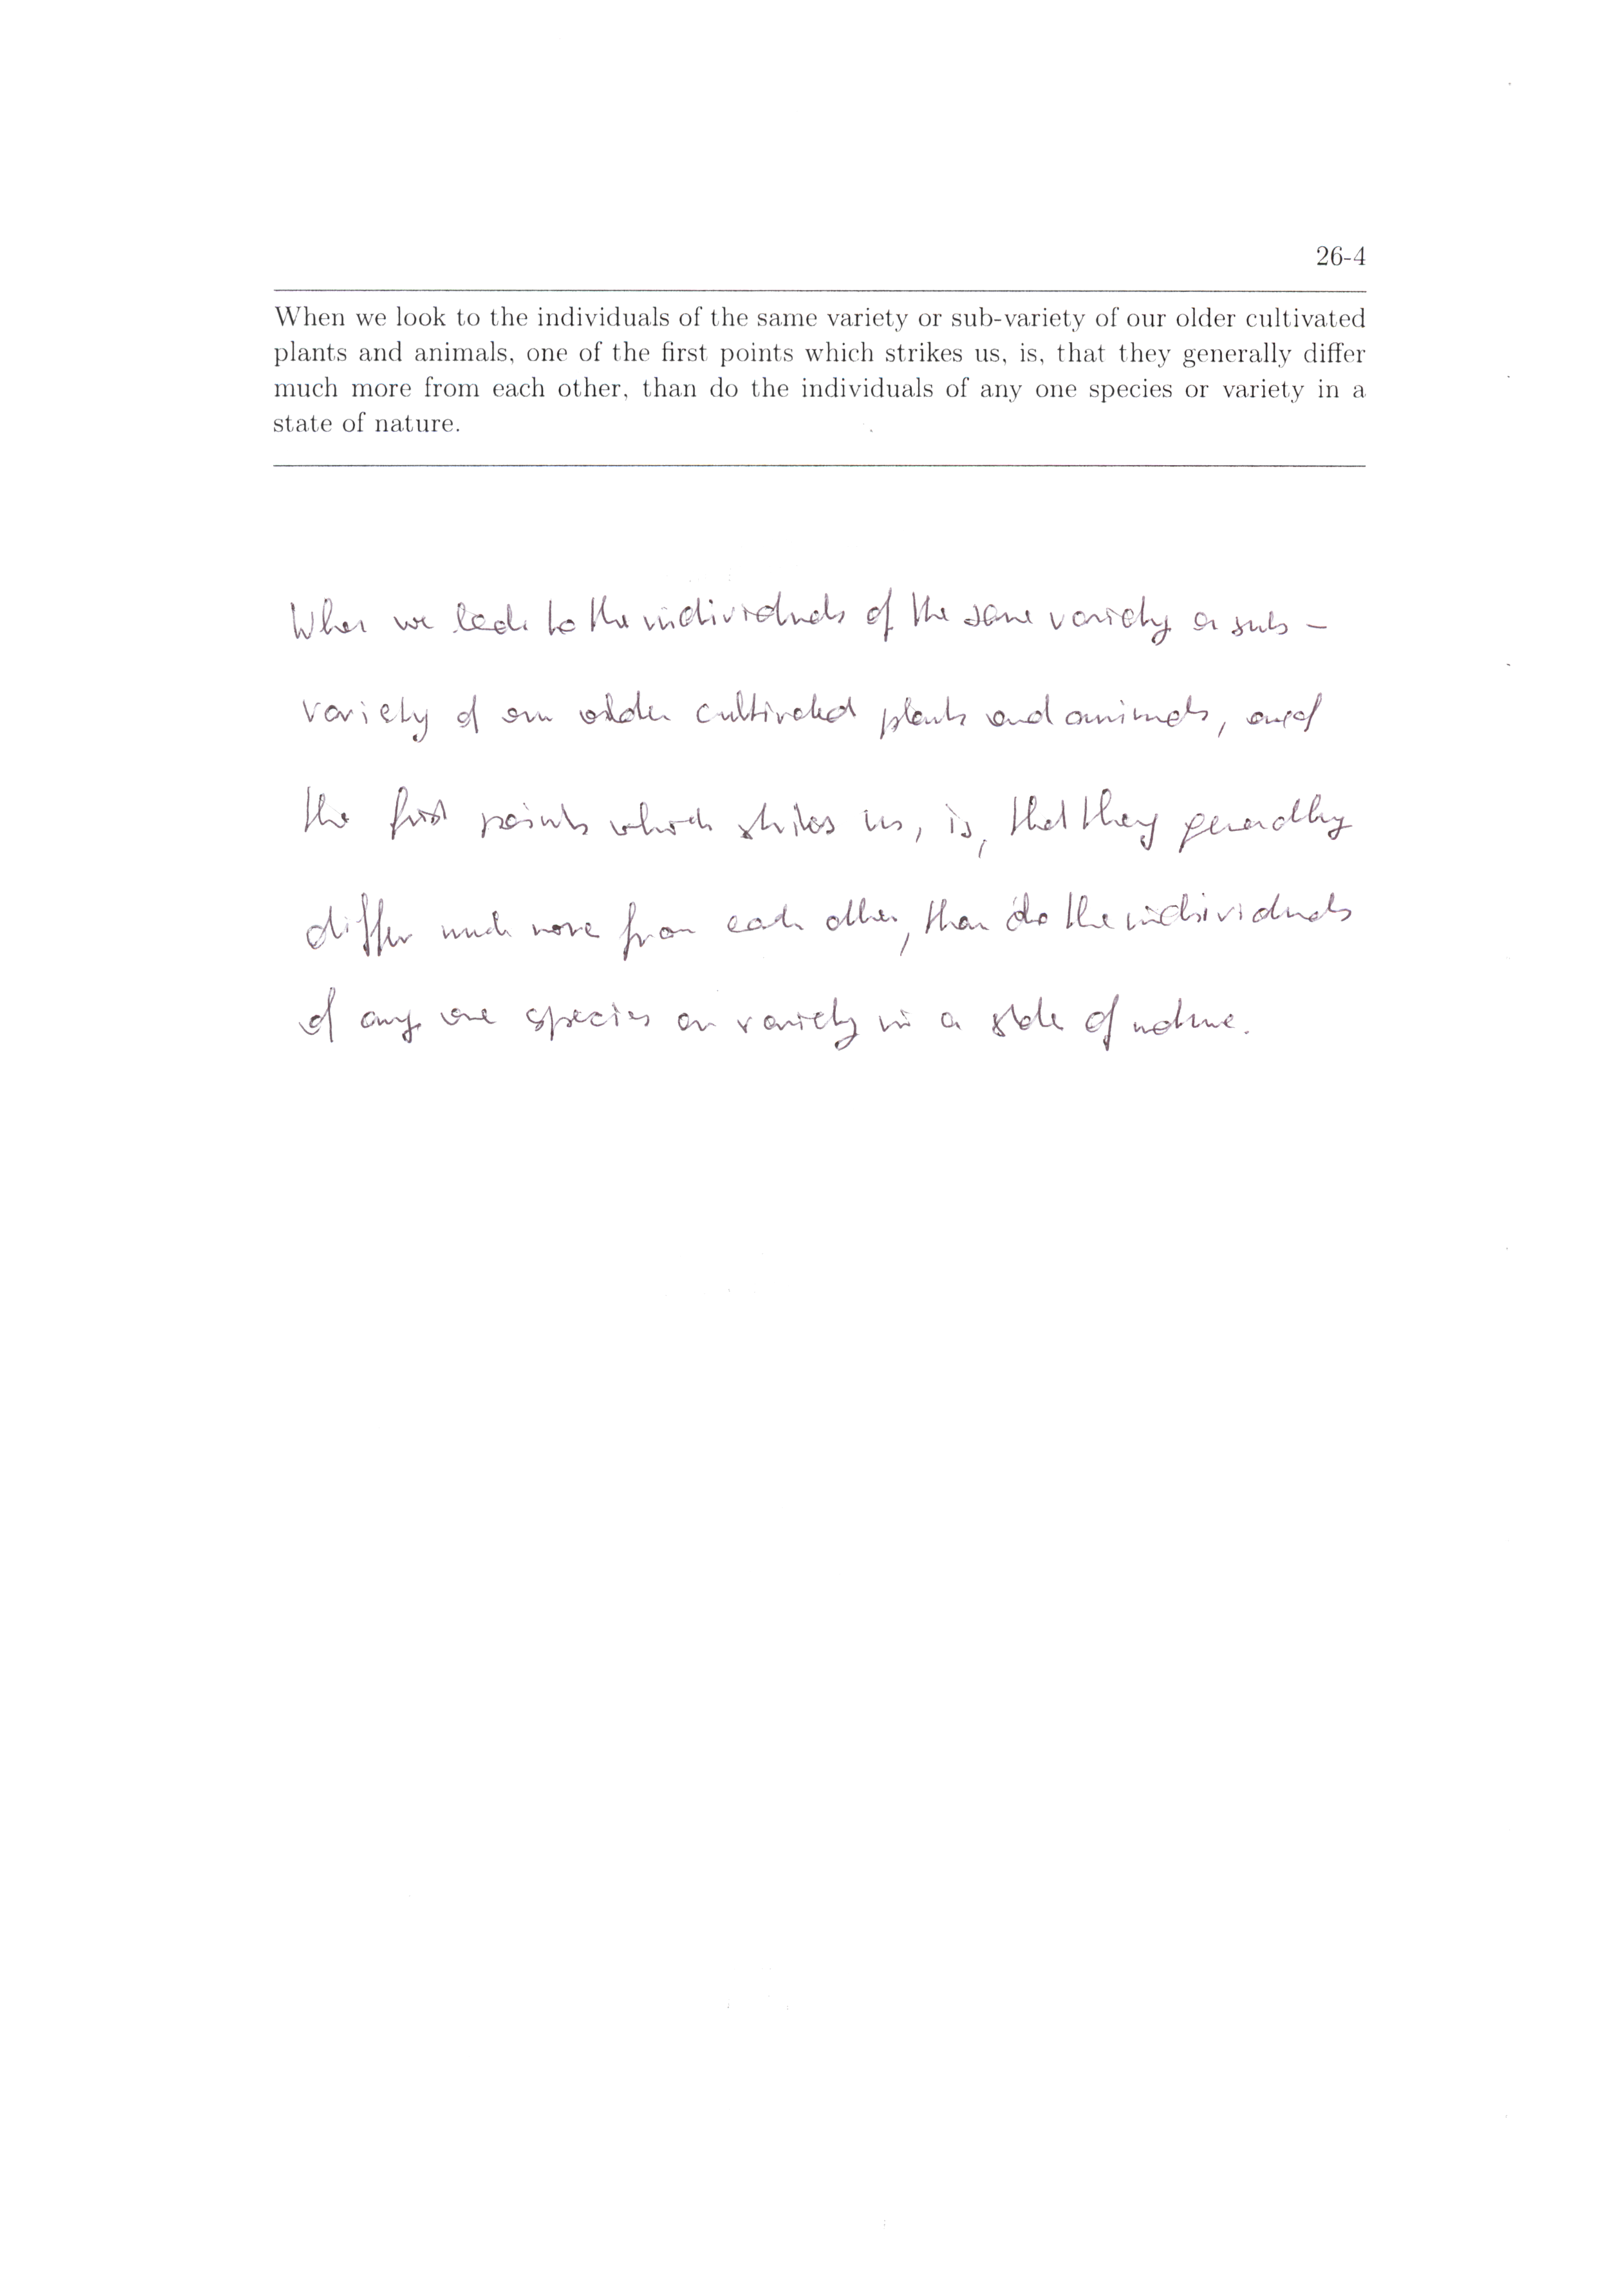 26-4
When we look to the individuals of the same variety or sub-variety of our older cultivated
plants and animals, one of the first points which strikes us, is, that they generally differ
much more from each other, than do the individuals of any one species or variety in a
state of nature.
When we look to the individuals of the same variety or sub-
variety of our older cultivated plants and animals, one of
the first points which strikes us, is, that they generally
differ much more from each other, than do the individuals
of any one species or variety in a state of nature.